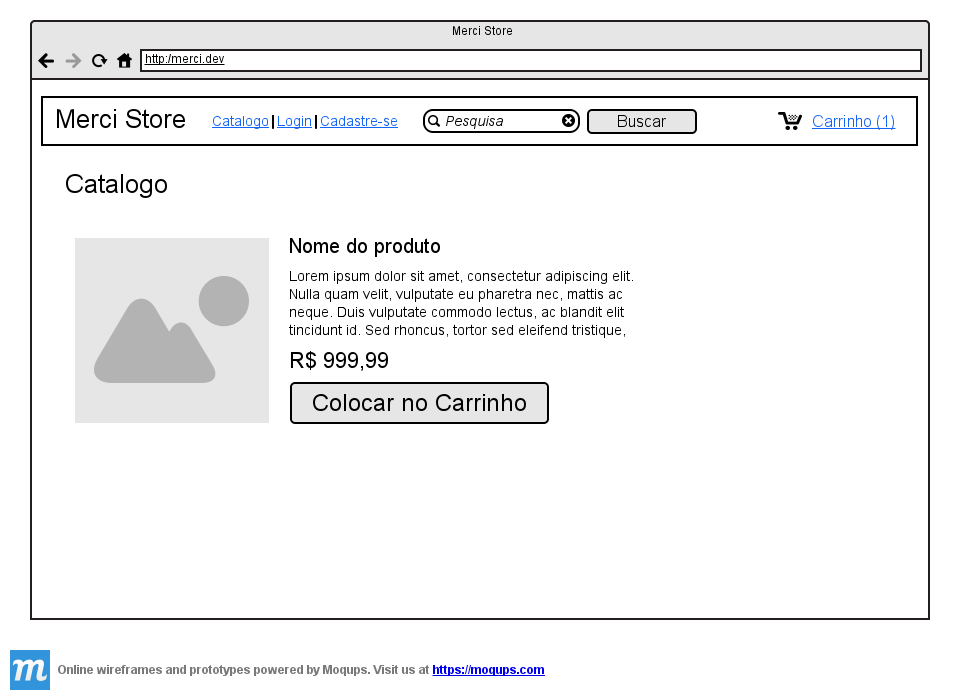 Merci Store
http:/merci.dev
Merci Store Catalogo | Login | Cadastre-se Pesquisa Buscar Carrinho (1)
Catalogo
Nome do produto
Lorem ipsum dolor sit amet, consectetur adipiscing elit.
Nulla quam velit, vulputate eu pharetra nec, mattis ac
neque. Duis vulputate commodo lectus, ac blandit elit
tincidunt id. Sed rhoncus, tortor sed eleifend tristique,
R$ 999,99
Colocar no Carrinho
m Online wireframes and prototypes powered by Moqups. Visit us at https://moqups.com